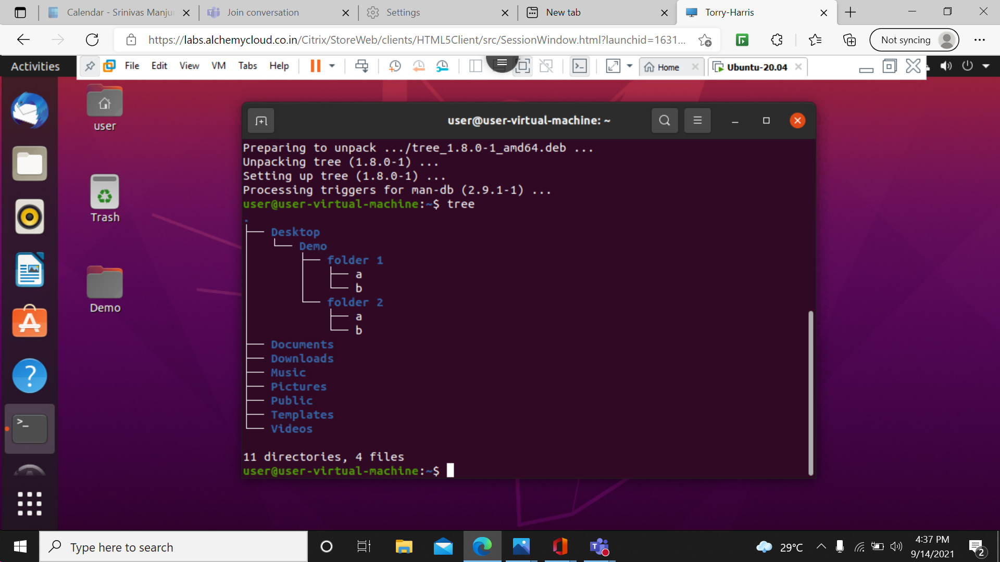 Calendar - Srinivas Manju
Join conversation
Settings
New tab
Torry-Harris
https://labs.alchemycloud.co.in/Citrix/StoreWeb/clients/HTML5Client/src/SessionWindow.html?launchid=1631...
Not syncing
Activities
File Edit View VM Tabs Help
Home
Ubuntu-20.04
user
Trash
Demo
user@user-virtual-machine: ~
Preparing to unpack .../tree_1.8.0-1_amd64.deb ...
Unpacking tree (1.8.0-1) ...
Setting up tree (1.8.0-1) ...
Processing triggers for man-db (2.9.1-1) ...
user@user-virtual-machine:~$ tree
.
├── Desktop
│   └── Demo
│       ├── folder 1
│       │   ├── a
│       │   └── b
│       └── folder 2
│           ├── a
│           └── b
├── Documents
├── Downloads
├── Music
├── Pictures
├── Public
├── Templates
└── Videos
11 directories, 4 files
user@user-virtual-machine:~$
Type here to search
29°C
4:37 PM
9/14/2021
2